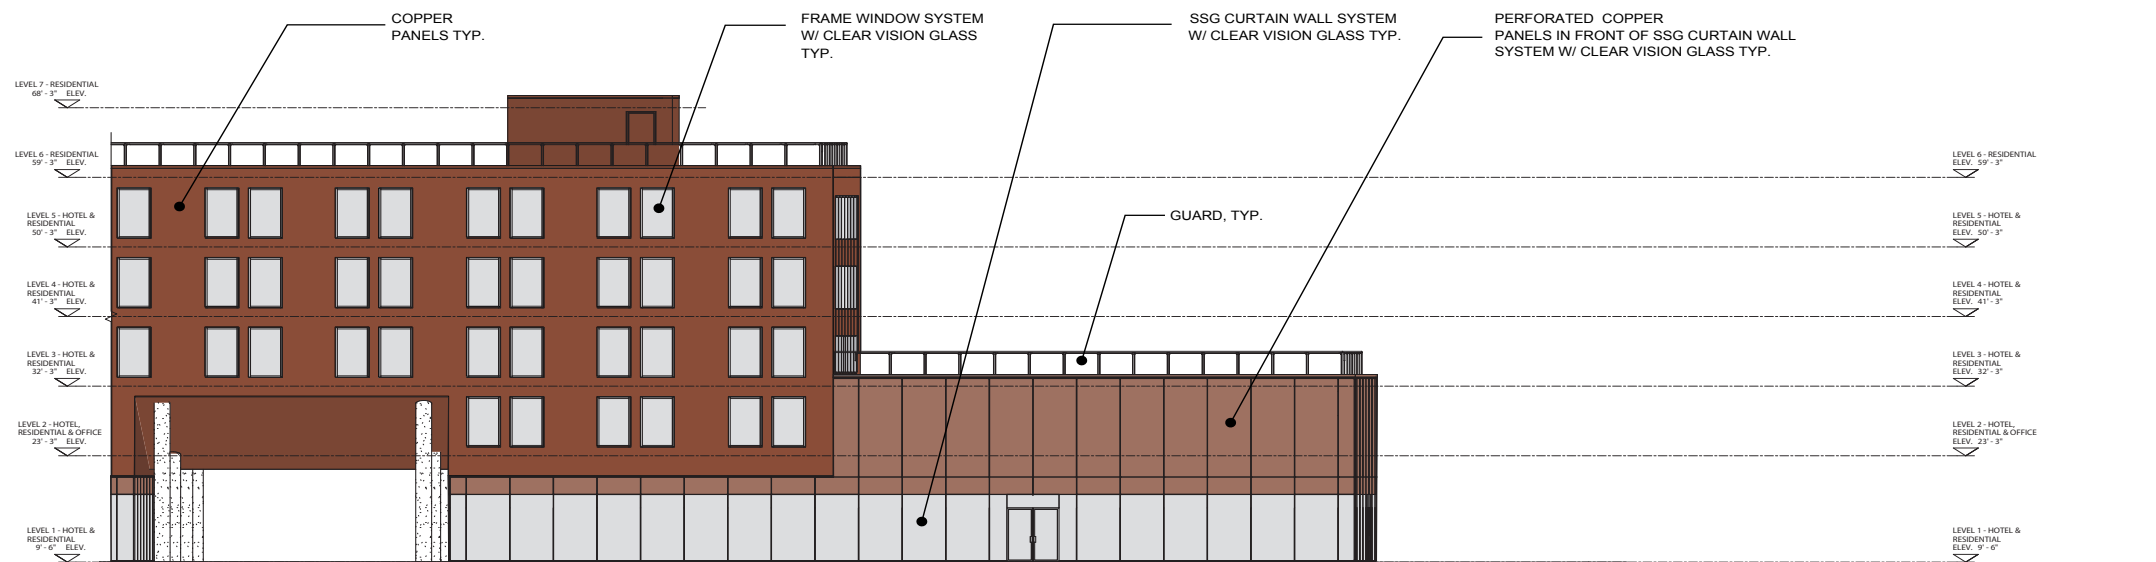 COPPER
PANELS TYP.
FRAME WINDOW SYSTEM
W/ CLEAR VISION GLASS
TYP.
SSG CURTAIN WALL SYSTEM
W/ CLEAR VISION GLASS TYP.
PERFORATED COPPER
PANELS IN FRONT OF SSG CURTAIN WALL
SYSTEM W/ CLEAR VISION GLASS TYP.
GUARD, TYP.
LEVEL 7 - RESIDENTIAL
68' - 3" ELEV.
LEVEL 6 - RESIDENTIAL
59' - 3" ELEV.
LEVEL 5 - HOTEL &
RESIDENTIAL
50' - 3" ELEV.
LEVEL 4 - HOTEL &
RESIDENTIAL
41' - 3" ELEV.
LEVEL 3 - HOTEL &
RESIDENTIAL
32' - 3" ELEV.
LEVEL 2 - HOTEL,
RESIDENTIAL & OFFICE
23' - 3" ELEV.
LEVEL 1 - HOTEL &
RESIDENTIAL
9' - 6" ELEV.
LEVEL 6 - RESIDENTIAL
ELEV. 59' - 3"
LEVEL 5 - HOTEL &
RESIDENTIAL
ELEV. 50' - 3"
LEVEL 4 - HOTEL &
RESIDENTIAL
ELEV. 41' - 3"
LEVEL 3 - HOTEL &
RESIDENTIAL
ELEV. 32' - 3"
LEVEL 2 - HOTEL,
RESIDENTIAL & OFFICE
ELEV. 23' - 3"
LEVEL 1 - HOTEL &
RESIDENTIAL
ELEV. 9' - 6"